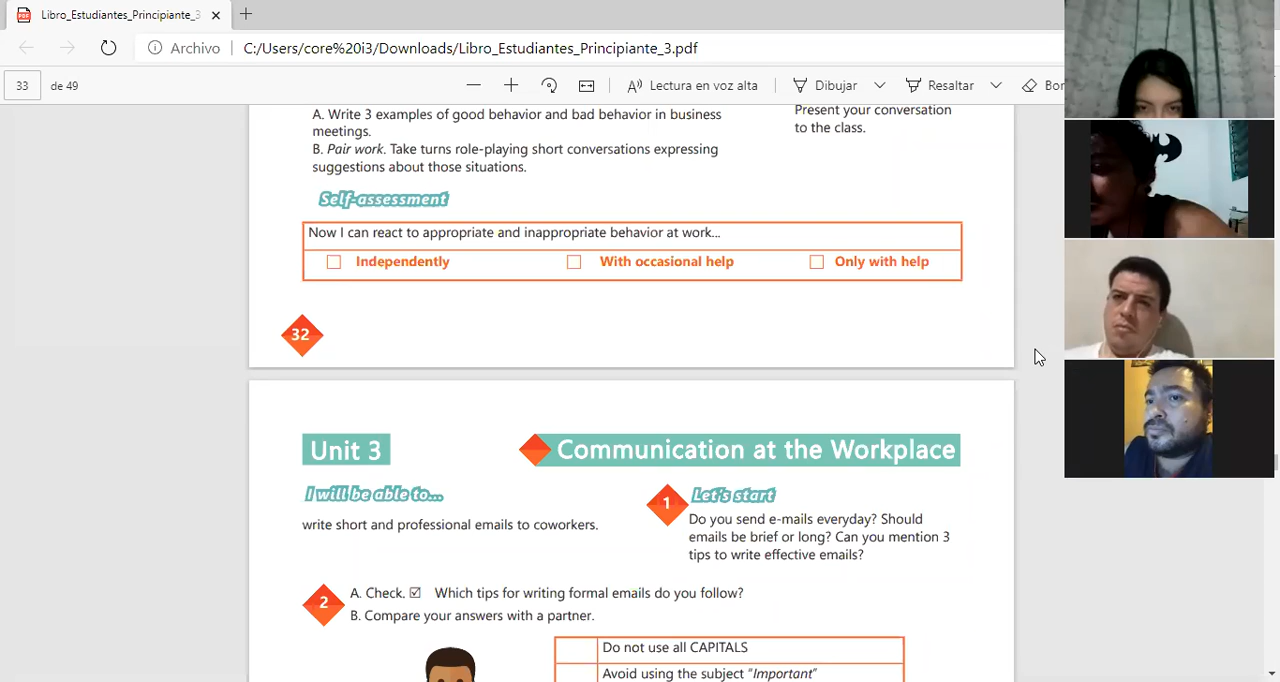 Libro_Estudiantes_Principiante_3
Archivo
C:/Users/core%20i3/Downloads/Libro_Estudiantes_Principiante_3.pdf
33
de 49
Lectura en voz alta
Dibujar
Resaltar
Bor
A. Write 3 examples of good behavior and bad behavior in business
meetings.
B. Pair work. Take turns role-playing short conversations expressing
suggestions about those situations.
Present your conversation
to the class.
Self-assessment
Now I can react to appropriate and inappropriate behavior at work...
Independently
With occasional help
Only with help
32
Unit 3
Communication at the Workplace
I will be able to...
write short and professional emails to coworkers.
1
Let's start
Do you send e-mails everyday? Should
emails be brief or long? Can you mention 3
tips to write effective emails?
2
A. Check. ☑ Which tips for writing formal emails do you follow?
B. Compare your answers with a partner.
Do not use all CAPITALS
Avoid using the subject "Important"